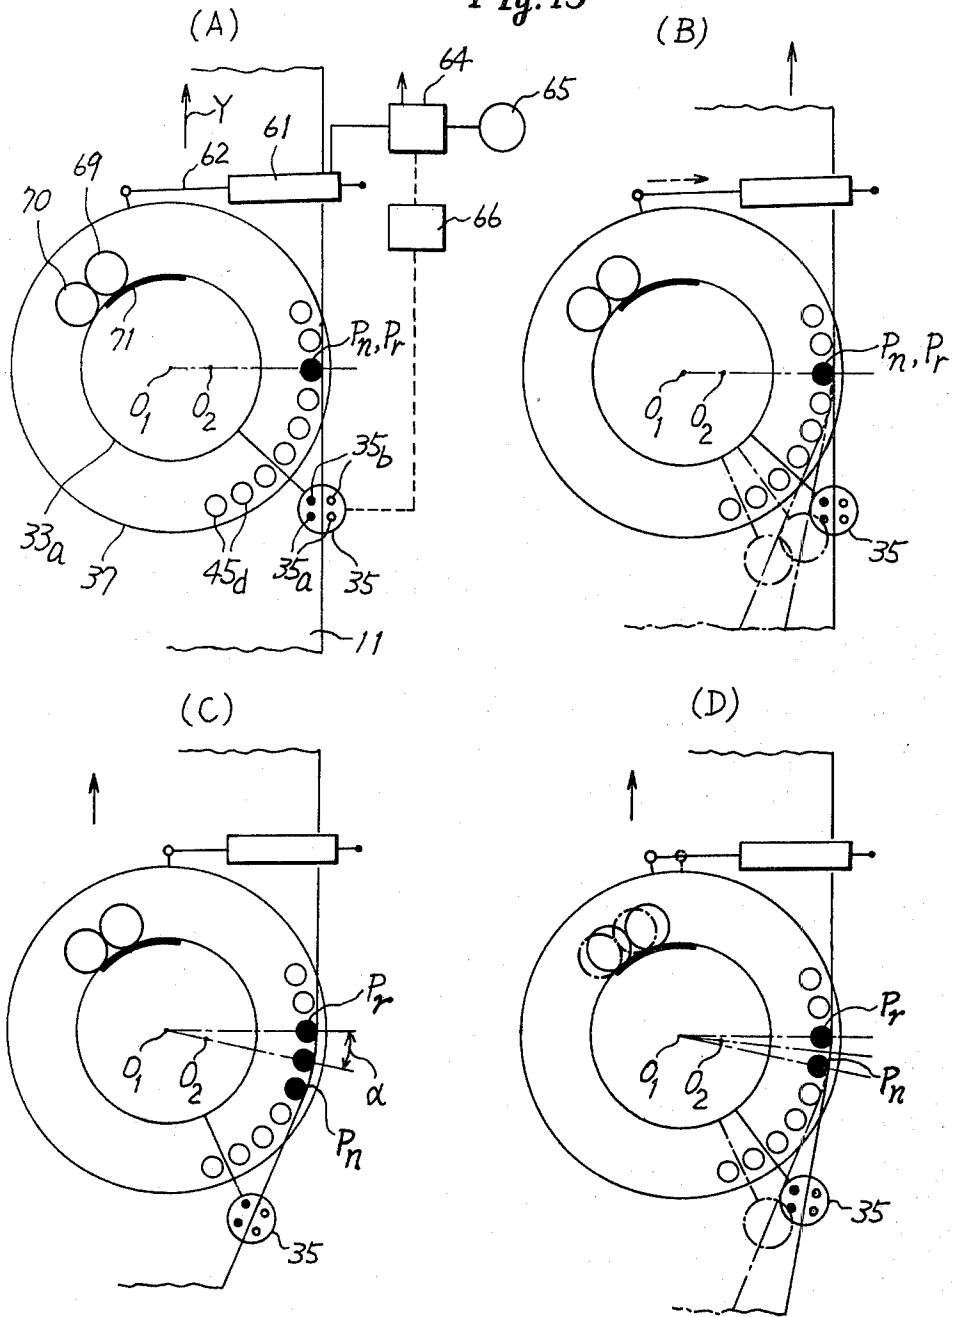 Fig. 13
(A)
(B)
64
65
Y
61
62
69
70
66
71
Pn, Pr
Pn, Pr
O1
O2
O1
O2
35b
33a
37
45d
35a
35
35
11
(C)
(D)
Pr
Pr
O1
O2
α
O1
O2
Pn
Pn
35
35